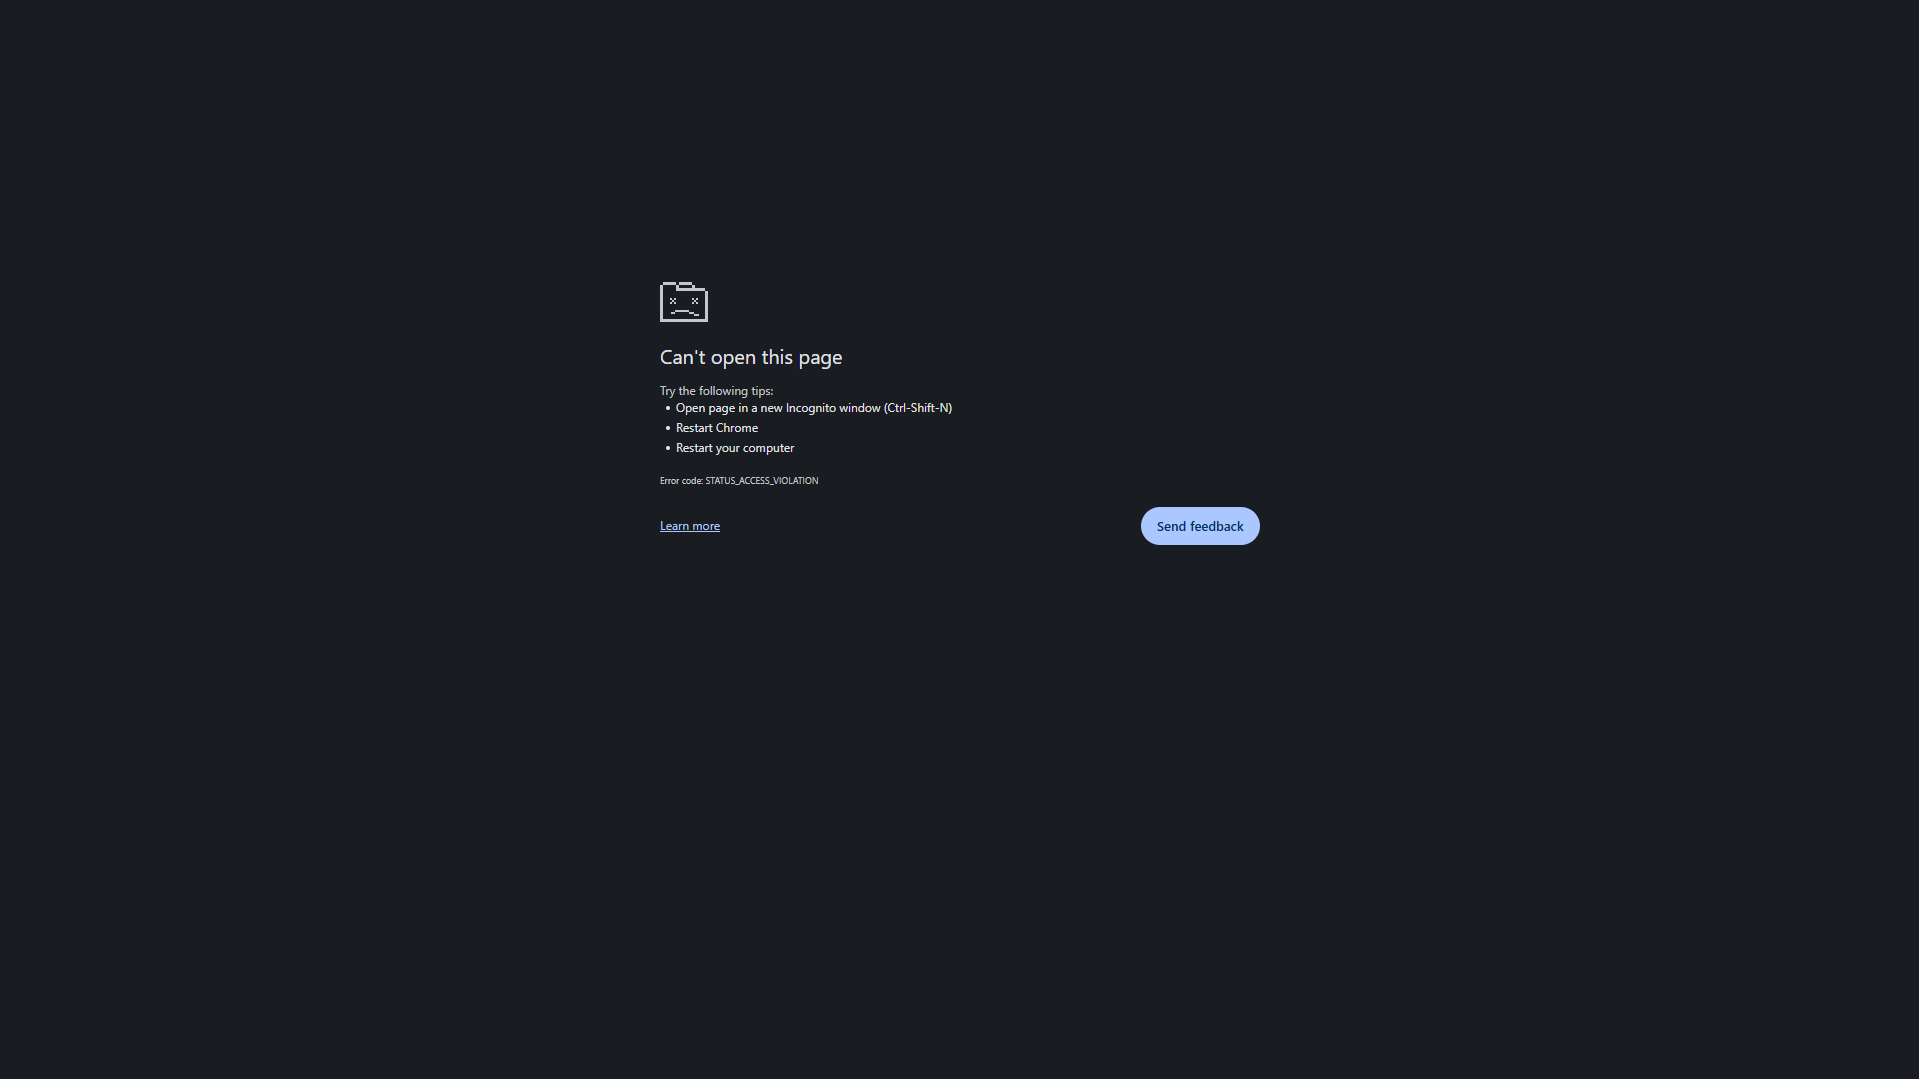 Can't open this page
Try the following tips:
• Open page in a new Incognito window (Ctrl-Shift-N)
• Restart Chrome
• Restart your computer
Error code: STATUS_ACCESS_VIOLATION
Learn more
Send feedback